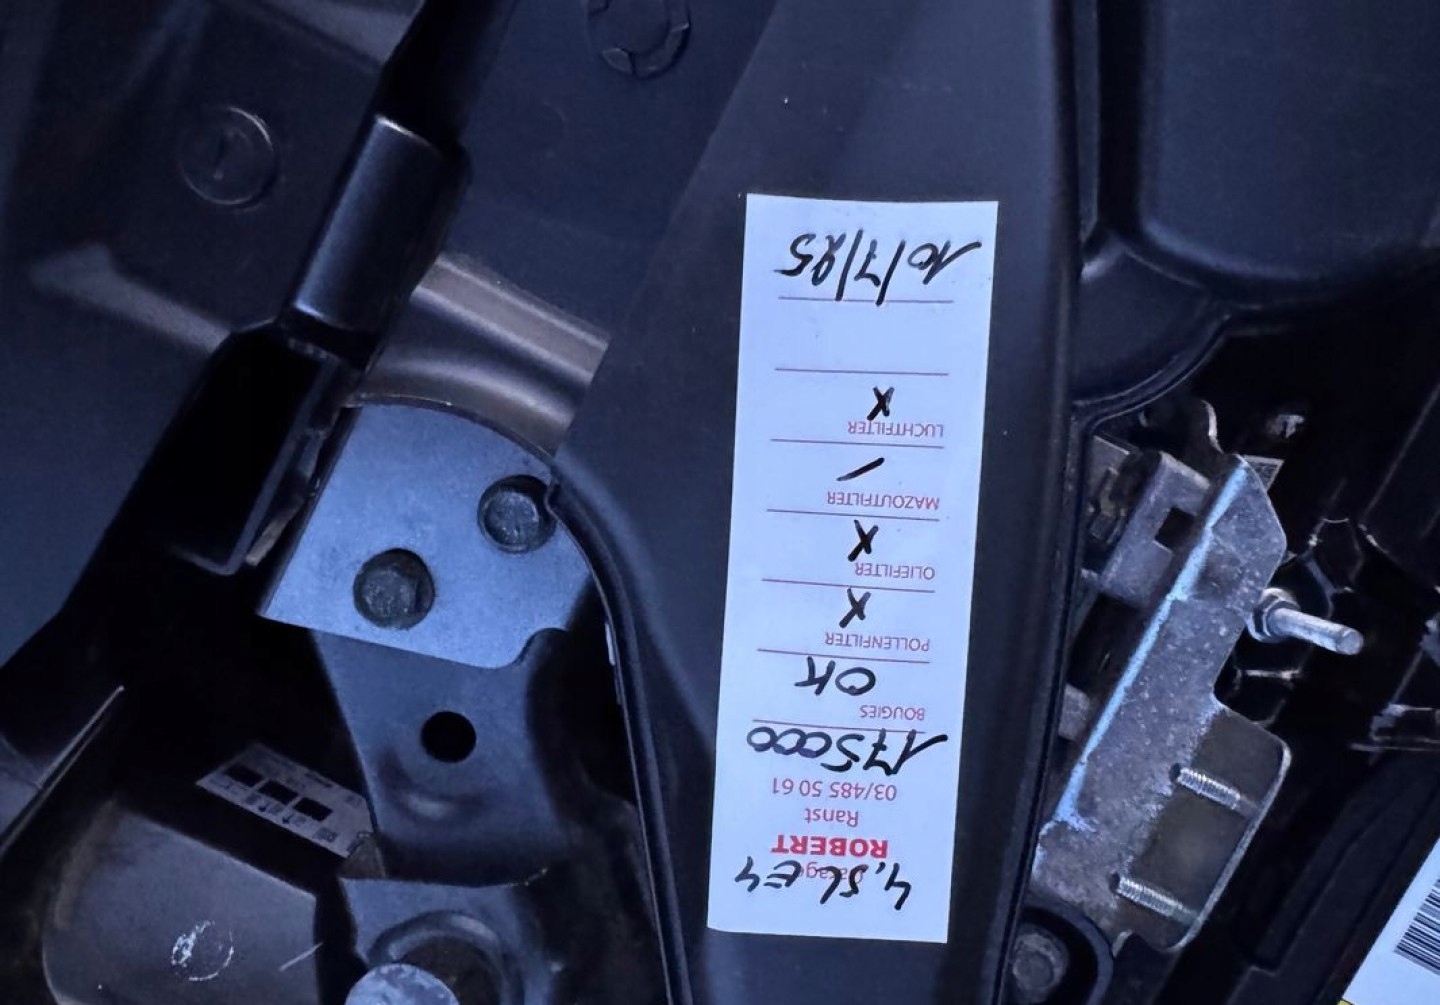 4,5L E4
Garage
ROBERT
Ranst
03/485 50 61
175000
BOUGIES
OK
POLLENFILTER
X
OLIEFILTER
X
MAZOUTFILTER
/
LUCHTFILTER
X
10/7/25